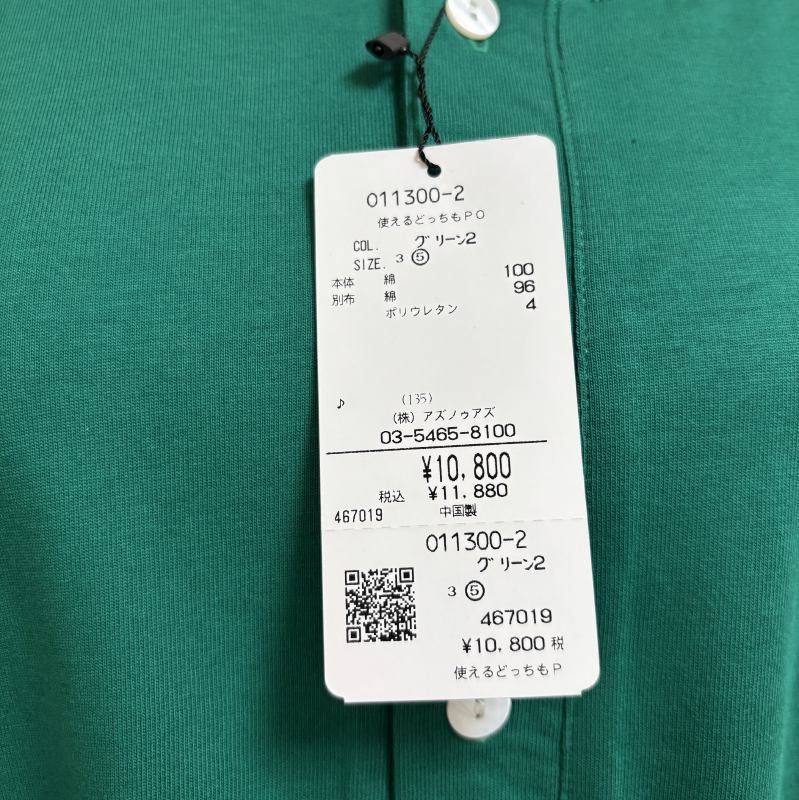 011300-2
使えるどっちもPO
COL. グリーン2
SIZE. 3 ⑤
本体 綿 100
別布 綿 96
ポリウレタン 4
♪ (135)
(株) アズノゥアズ
03-5465-8100
¥10,800
税込 ¥11,880
467019 中国製
011300-2
グリーン2
3 ⑤
467019
¥10,800 税
使えるどっちもP